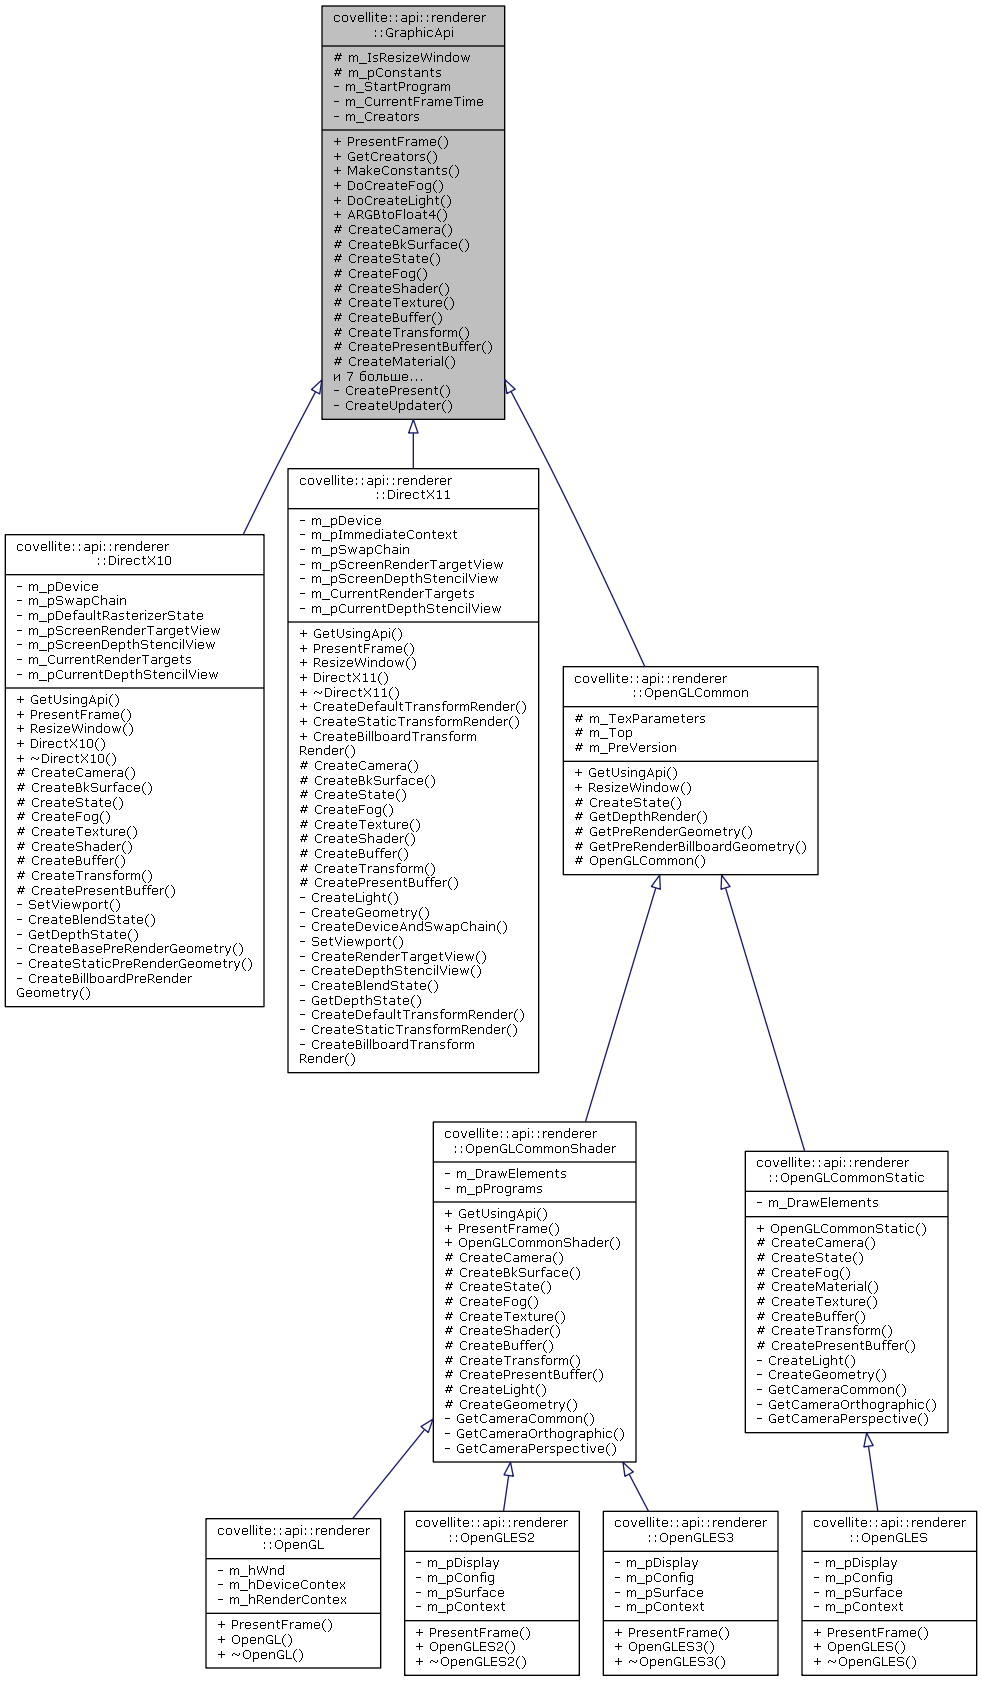 covellite::api::renderer
::GraphicApi
# m_IsResizeWindow
# m_pConstants
- m_StartProgram
- m_CurrentFrameTime
- m_Creators
+ PresentFrame()
+ GetCreators()
+ MakeConstants()
+ DoCreateFog()
+ DoCreateLight()
+ ARGBtoFloat4()
# CreateCamera()
# CreateBkSurface()
# CreateState()
# CreateFog()
# CreateShader()
# CreateTexture()
# CreateBuffer()
# CreateTransform()
# CreatePresentBuffer()
# CreateMaterial()
и 7 больше...
- CreatePresent()
- CreateUpdater()
covellite::api::renderer
::DirectX10
- m_pDevice
- m_pSwapChain
- m_pDefaultRasterizerState
- m_pScreenRenderTargetView
- m_pScreenDepthStencilView
- m_CurrentRenderTargets
- m_pCurrentDepthStencilView
+ GetUsingApi()
+ PresentFrame()
+ ResizeWindow()
+ DirectX10()
+ ~DirectX10()
# CreateCamera()
# CreateBkSurface()
# CreateState()
# CreateFog()
# CreateTexture()
# CreateShader()
# CreateBuffer()
# CreateTransform()
# CreatePresentBuffer()
- SetViewport()
- CreateBlendState()
- GetDepthState()
- CreateBasePreRenderGeometry()
- CreateStaticPreRenderGeometry()
- CreateBillboardPreRender
Geometry()
covellite::api::renderer
::DirectX11
- m_pDevice
- m_pImmediateContext
- m_pSwapChain
- m_pScreenRenderTargetView
- m_pScreenDepthStencilView
- m_CurrentRenderTargets
- m_pCurrentDepthStencilView
+ GetUsingApi()
+ PresentFrame()
+ ResizeWindow()
+ DirectX11()
+ ~DirectX11()
+ CreateDefaultTransformRender()
+ CreateStaticTransformRender()
+ CreateBillboardTransform
Render()
# CreateCamera()
# CreateBkSurface()
# CreateState()
# CreateFog()
# CreateTexture()
# CreateShader()
# CreateBuffer()
# CreateTransform()
# CreatePresentBuffer()
- CreateLight()
- CreateGeometry()
- CreateDeviceAndSwapChain()
- SetViewport()
- CreateRenderTargetView()
- CreateDepthStencilView()
- CreateBlendState()
- GetDepthState()
- CreateDefaultTransformRender()
- CreateStaticTransformRender()
- CreateBillboardTransform
Render()
covellite::api::renderer
::OpenGLCommon
# m_TexParameters
# m_Top
# m_PreVersion
+ GetUsingApi()
+ ResizeWindow()
# CreateState()
# GetDepthRender()
# GetPreRenderGeometry()
# GetPreRenderBillboardGeometry()
# OpenGLCommon()
covellite::api::renderer
::OpenGLCommonShader
- m_DrawElements
- m_pPrograms
+ GetUsingApi()
+ PresentFrame()
+ OpenGLCommonShader()
# CreateCamera()
# CreateBkSurface()
# CreateState()
# CreateFog()
# CreateTexture()
# CreateShader()
# CreateBuffer()
# CreateTransform()
# CreatePresentBuffer()
# CreateLight()
# CreateGeometry()
- GetCameraCommon()
- GetCameraOrthographic()
- GetCameraPerspective()
covellite::api::renderer
::OpenGLCommonStatic
- m_DrawElements
+ OpenGLCommonStatic()
# CreateCamera()
# CreateState()
# CreateFog()
# CreateMaterial()
# CreateTexture()
# CreateBuffer()
# CreateTransform()
# CreatePresentBuffer()
- CreateLight()
- CreateGeometry()
- GetCameraCommon()
- GetCameraOrthographic()
- GetCameraPerspective()
covellite::api::renderer
::OpenGL
- m_hWnd
- m_hDeviceContex
- m_hRenderContex
+ PresentFrame()
+ OpenGL()
+ ~OpenGL()
covellite::api::renderer
::OpenGLES2
- m_pDisplay
- m_pConfig
- m_pSurface
- m_pContext
+ PresentFrame()
+ OpenGLES2()
+ ~OpenGLES2()
covellite::api::renderer
::OpenGLES3
- m_pDisplay
- m_pConfig
- m_pSurface
- m_pContext
+ PresentFrame()
+ OpenGLES3()
+ ~OpenGLES3()
covellite::api::renderer
::OpenGLES
- m_pDisplay
- m_pConfig
- m_pSurface
- m_pContext
+ PresentFrame()
+ OpenGLES()
+ ~OpenGLES()